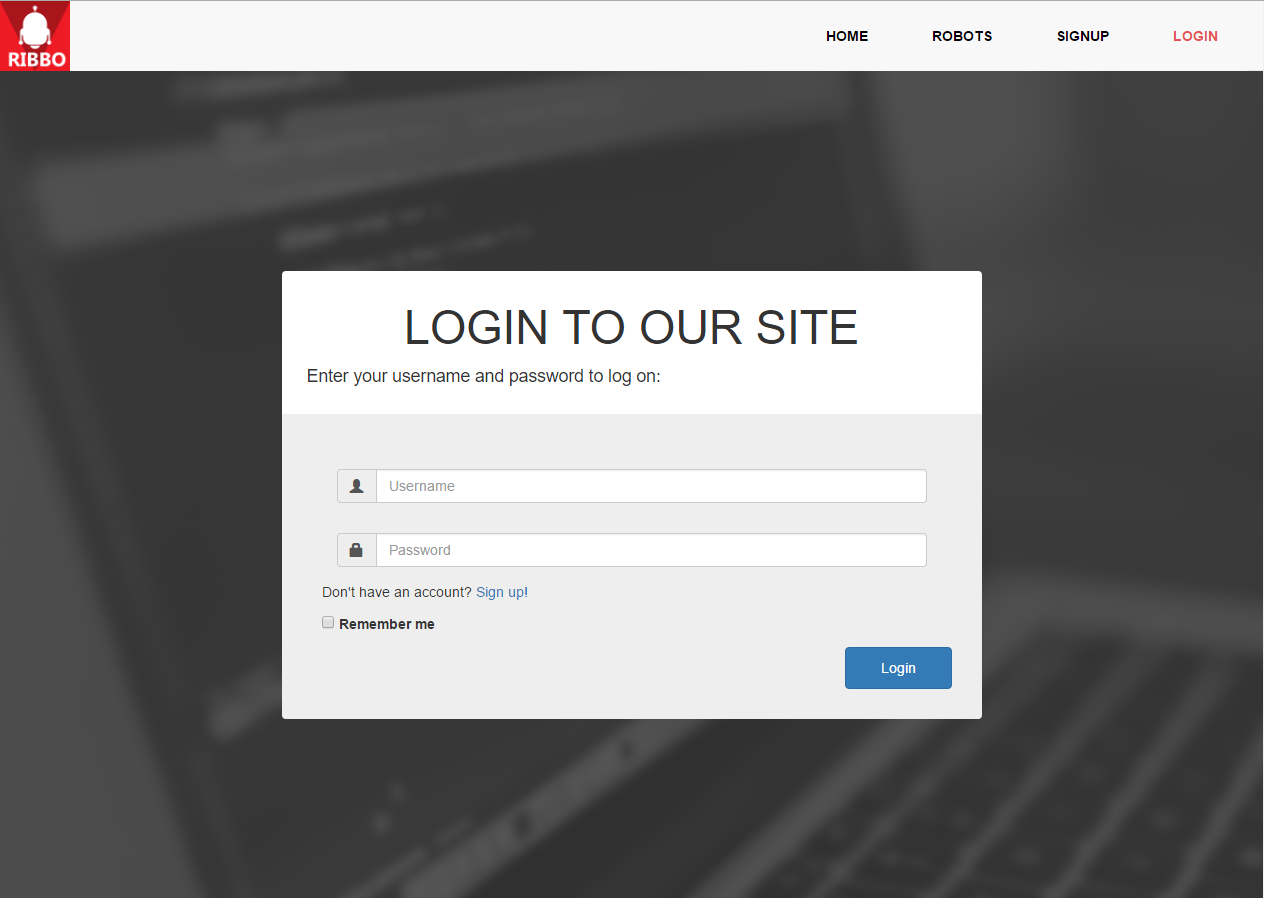 RIBBO
HOME ROBOTS SIGNUP LOGIN
LOGIN TO OUR SITE
Enter your username and password to log on:
Username
Password
Don't have an account? Sign up!
Remember me
Login